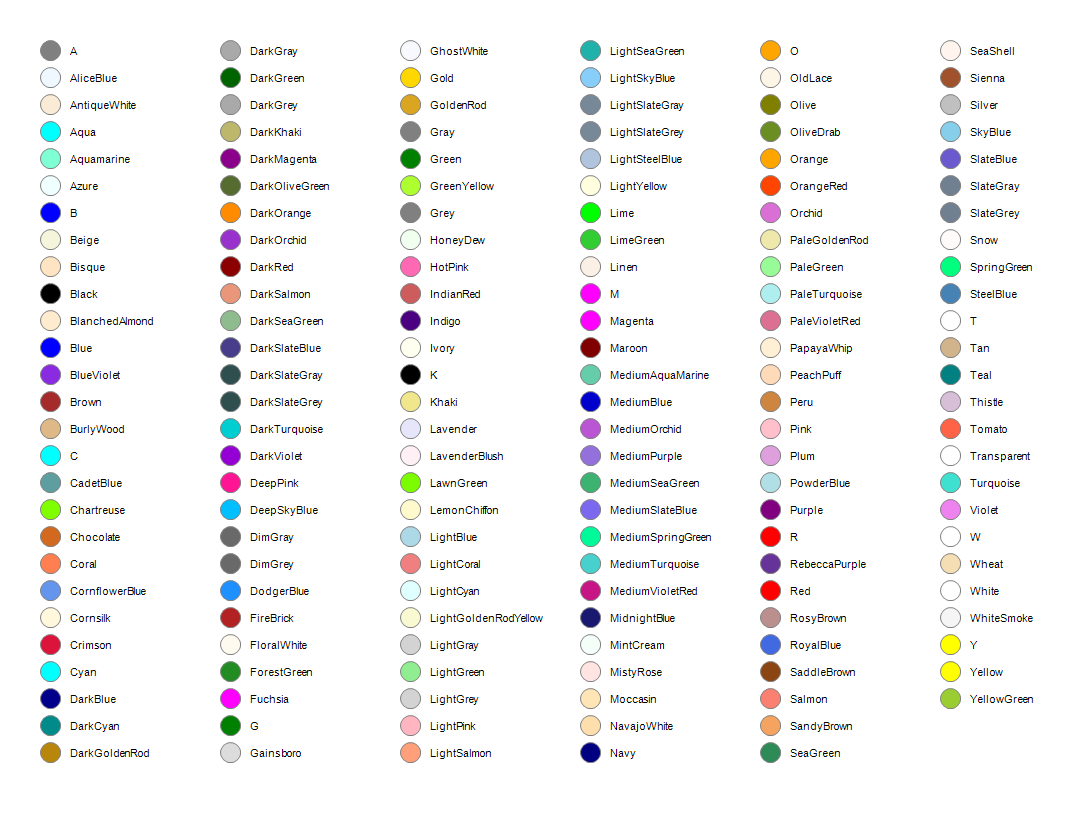 A
AliceBlue
AntiqueWhite
Aqua
Aquamarine
Azure
B
Beige
Bisque
Black
BlanchedAlmond
Blue
BlueViolet
Brown
BurlyWood
C
CadetBlue
Chartreuse
Chocolate
Coral
CornflowerBlue
Cornsilk
Crimson
Cyan
DarkBlue
DarkCyan
DarkGoldenRod
DarkGray
DarkGreen
DarkGrey
DarkKhaki
DarkMagenta
DarkOliveGreen
DarkOrange
DarkOrchid
DarkRed
DarkSalmon
DarkSeaGreen
DarkSlateBlue
DarkSlateGray
DarkSlateGrey
DarkTurquoise
DarkViolet
DeepPink
DeepSkyBlue
DimGray
DimGrey
DodgerBlue
FireBrick
FloralWhite
ForestGreen
Fuchsia
G
Gainsboro
GhostWhite
Gold
GoldenRod
Gray
Green
GreenYellow
Grey
HoneyDew
HotPink
IndianRed
Indigo
Ivory
K
Khaki
Lavender
LavenderBlush
LawnGreen
LemonChiffon
LightBlue
LightCoral
LightCyan
LightGoldenRodYellow
LightGray
LightGreen
LightGrey
LightPink
LightSalmon
LightSeaGreen
LightSkyBlue
LightSlateGray
LightSlateGrey
LightSteelBlue
LightYellow
Lime
LimeGreen
Linen
M
Magenta
Maroon
MediumAquaMarine
MediumBlue
MediumOrchid
MediumPurple
MediumSeaGreen
MediumSlateBlue
MediumSpringGreen
MediumTurquoise
MediumVioletRed
MidnightBlue
MintCream
MistyRose
Moccasin
NavajoWhite
Navy
O
OldLace
Olive
OliveDrab
Orange
OrangeRed
Orchid
PaleGoldenRod
PaleGreen
PaleTurquoise
PaleVioletRed
PapayaWhip
PeachPuff
Peru
Pink
Plum
PowderBlue
Purple
R
RebeccaPurple
Red
RosyBrown
RoyalBlue
SaddleBrown
Salmon
SandyBrown
SeaGreen
SeaShell
Sienna
Silver
SkyBlue
SlateBlue
SlateGray
SlateGrey
Snow
SpringGreen
SteelBlue
T
Tan
Teal
Thistle
Tomato
Transparent
Turquoise
Violet
W
Wheat
White
WhiteSmoke
Y
Yellow
YellowGreen